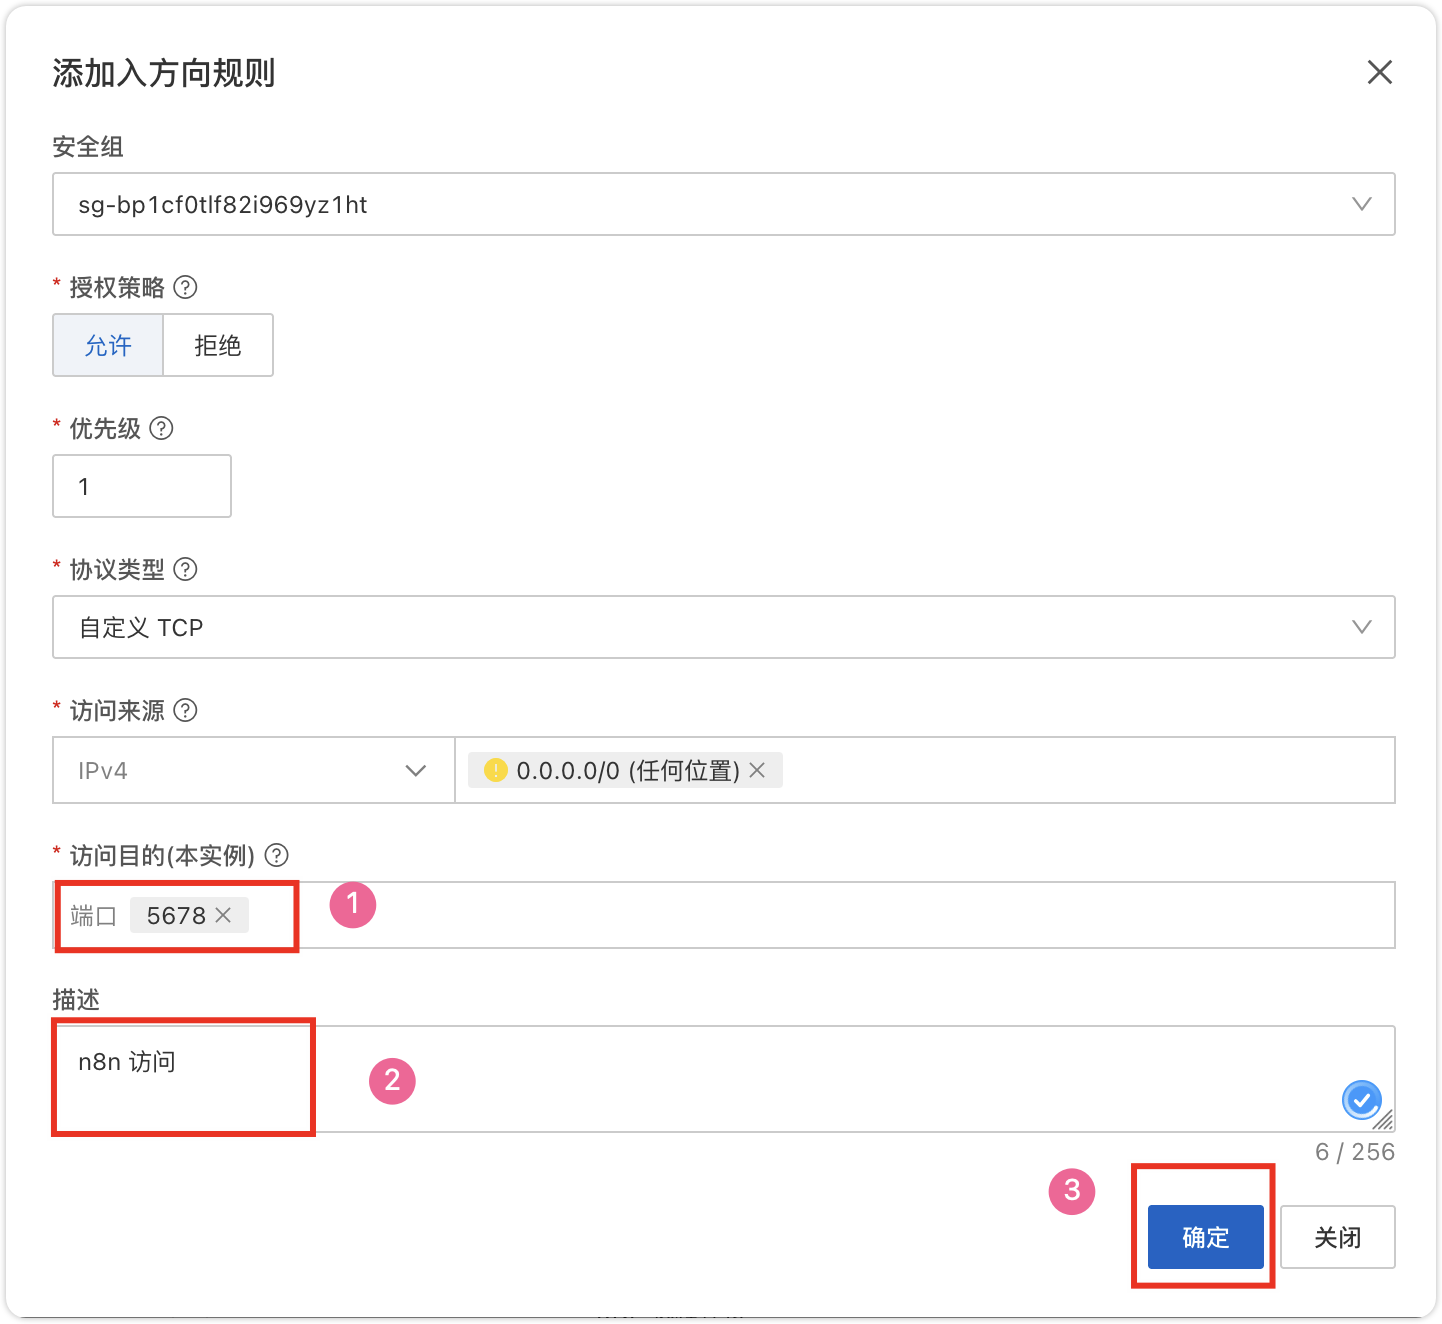 添加入方向规则
安全组
sg-bp1cf0tlf82i969yz1ht
* 授权策略 ?
允许 拒绝
* 优先级 ?
1
* 协议类型 ?
自定义 TCP
* 访问来源 ?
IPv4 ! 0.0.0.0/0 (任何位置)
* 访问目的(本实例) ?
端口 5678 1
描述
n8n 访问
2
6 / 256
3
确定 关闭